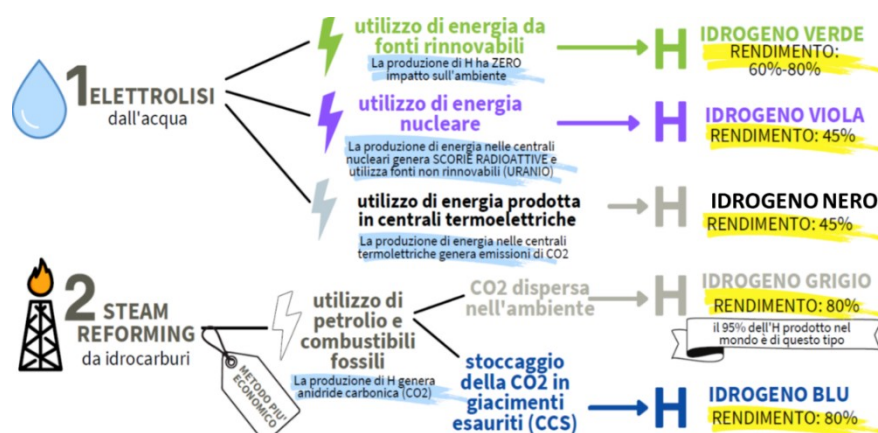 1 ELETTROLISI
dall'acqua
utilizzo di energia da
fonti rinnovabili
La produzione di H ha ZERO
impatto sull'ambiente
H
IDROGENO VERDE
RENDIMENTO:
60%-80%
utilizzo di energia
nucleare
La produzione di energia nelle centrali
nucleari genera SCORIE RADIOATTIVE e
utilizza fonti non rinnovabili (URANIO)
H
IDROGENO VIOLA
RENDIMENTO: 45%
utilizzo di energia prodotta
in centrali termoelettriche
La produzione di energia nelle centrali
termolettriche genera emissioni di CO2
H
IDROGENO NERO
RENDIMENTO: 45%
2 STEAM
REFORMING
da idrocarburi
METODO PIU'
ECONOMICO
utilizzo di
petrolio e
combustibili
fossili
La produzione di H genera
anidride carbonica (CO2)
CO2 dispersa
nell'ambiente
H
IDROGENO GRIGIO
RENDIMENTO: 80%
il 95% dell'H prodotto nel
mondo è di questo tipo
stoccaggio
della CO2 in
giacimenti
esauriti (CCS)
H
IDROGENO BLU
RENDIMENTO: 80%